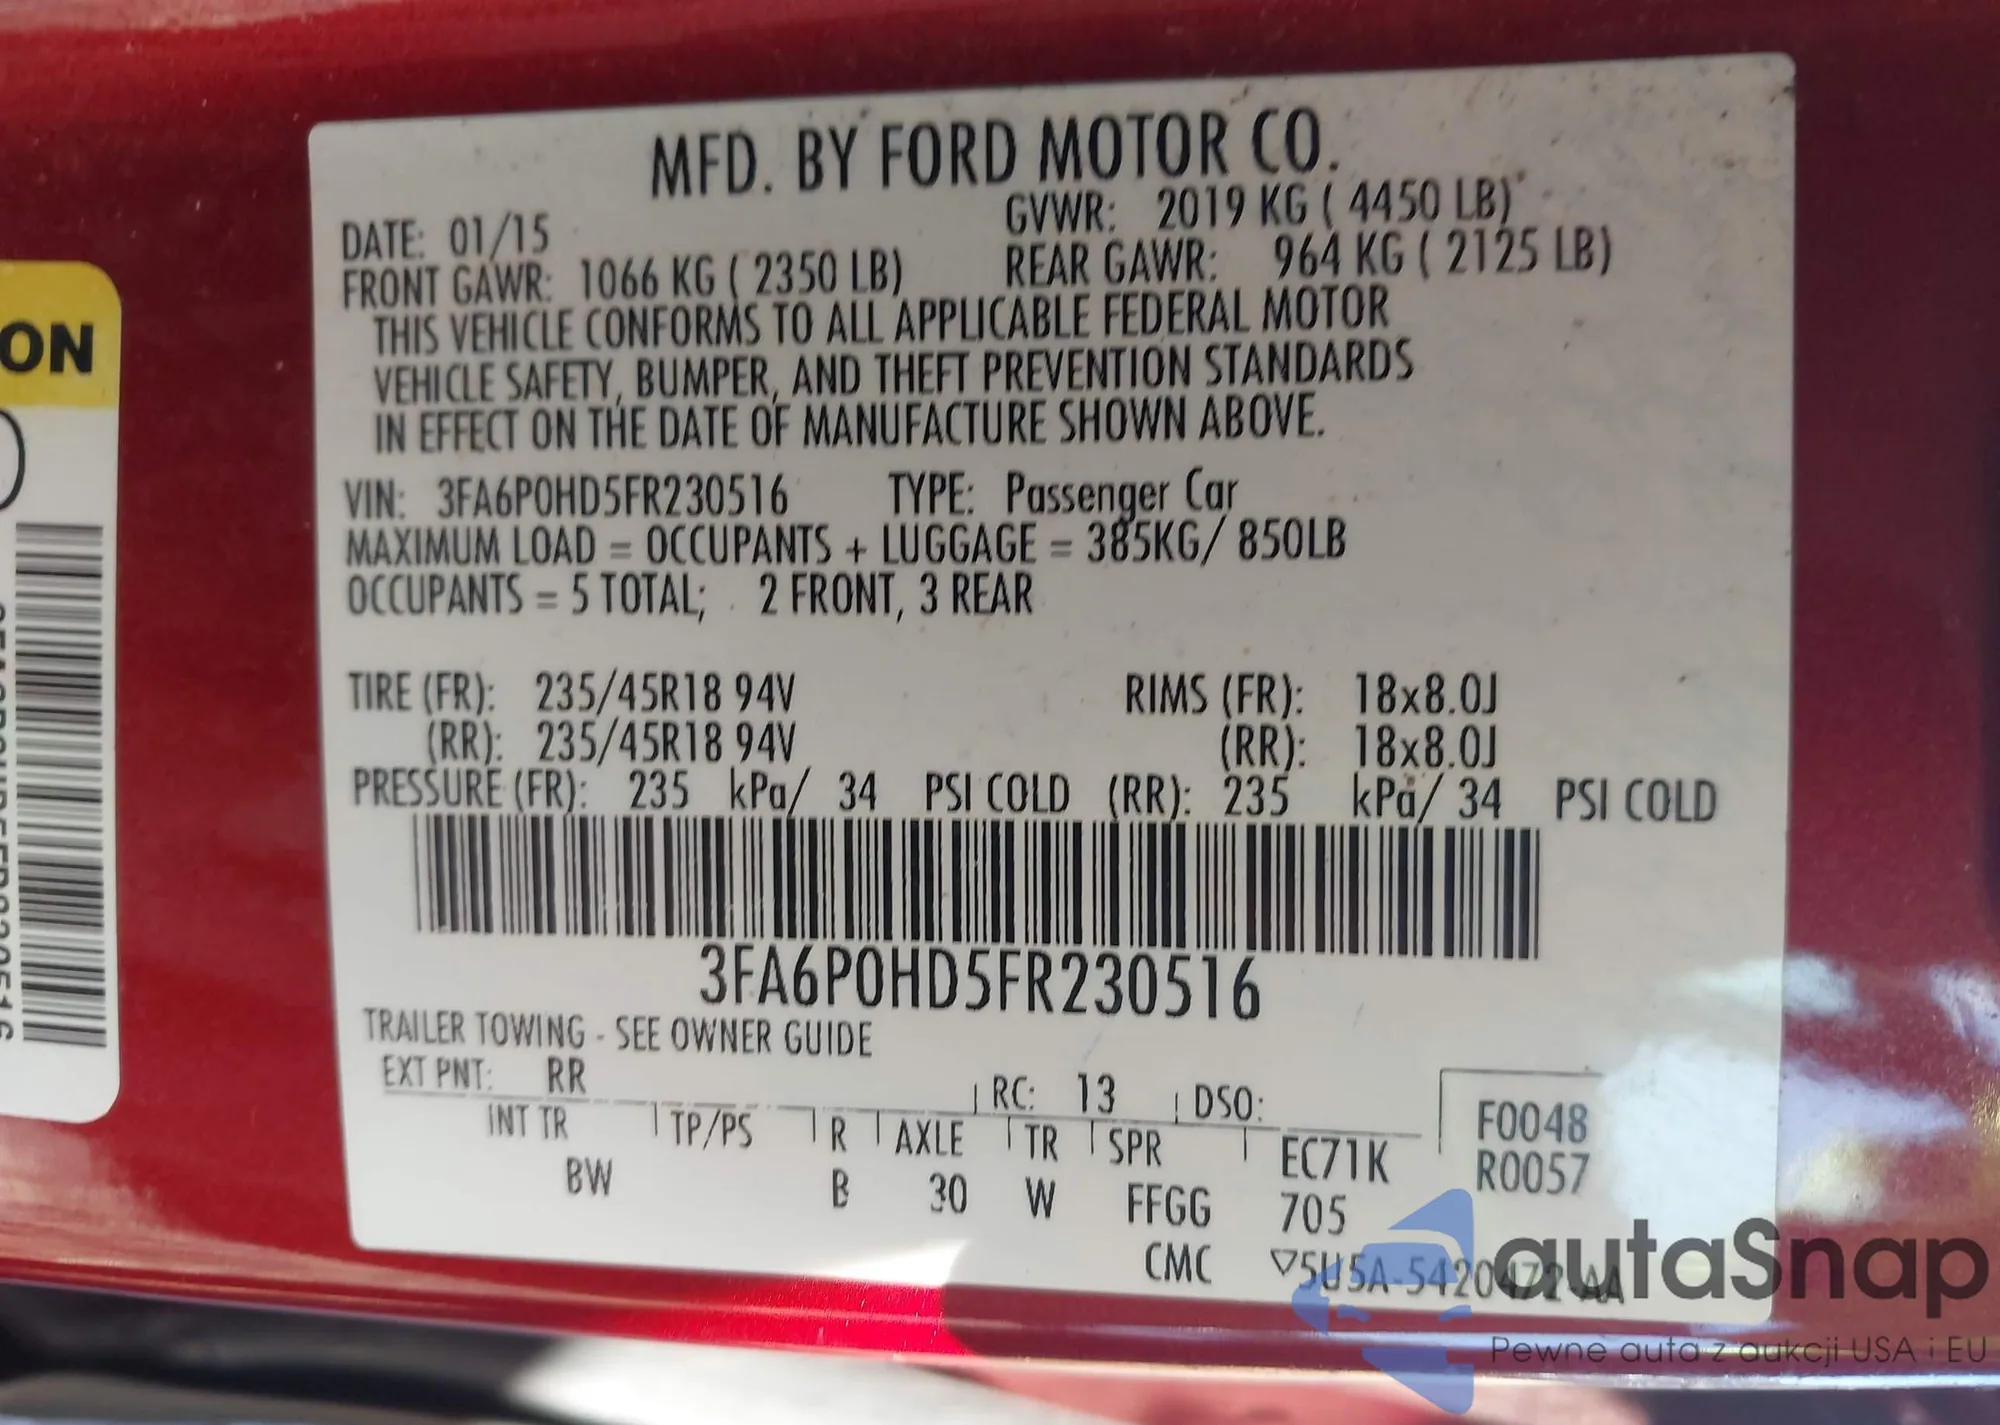 MFD. BY FORD MOTOR CO.
DATE: 01/15 GVWR: 2019 KG ( 4450 LB)
FRONT GAWR: 1066 KG ( 2350 LB) REAR GAWR: 964 KG ( 2125 LB)
THIS VEHICLE CONFORMS TO ALL APPLICABLE FEDERAL MOTOR
VEHICLE SAFETY, BUMPER, AND THEFT PREVENTION STANDARDS
IN EFFECT ON THE DATE OF MANUFACTURE SHOWN ABOVE.
VIN: 3FA6P0HD5FR230516 TYPE: Passenger Car
MAXIMUM LOAD = OCCUPANTS + LUGGAGE = 385KG/ 850LB
OCCUPANTS = 5 TOTAL; 2 FRONT, 3 REAR
TIRE (FR): 235/45R18 94V RIMS (FR): 18x8.0J
(RR): 235/45R18 94V (RR): 18x8.0J
PRESSURE (FR): 235 kPa/ 34 PSI COLD (RR): 235 kPa/ 34 PSI COLD
3FA6P0HD5FR230516
TRAILER TOWING - SEE OWNER GUIDE
EXT PNT: RR RC: 13 DSO: F0048
INT TR TP/PS R AXLE TR SPR EC71K R0057
BW B 30 W FFGG 705
CMC ▽5U5A-5420472-AA
ON
autaSnap
Pewne auta z aukcji USA i EU